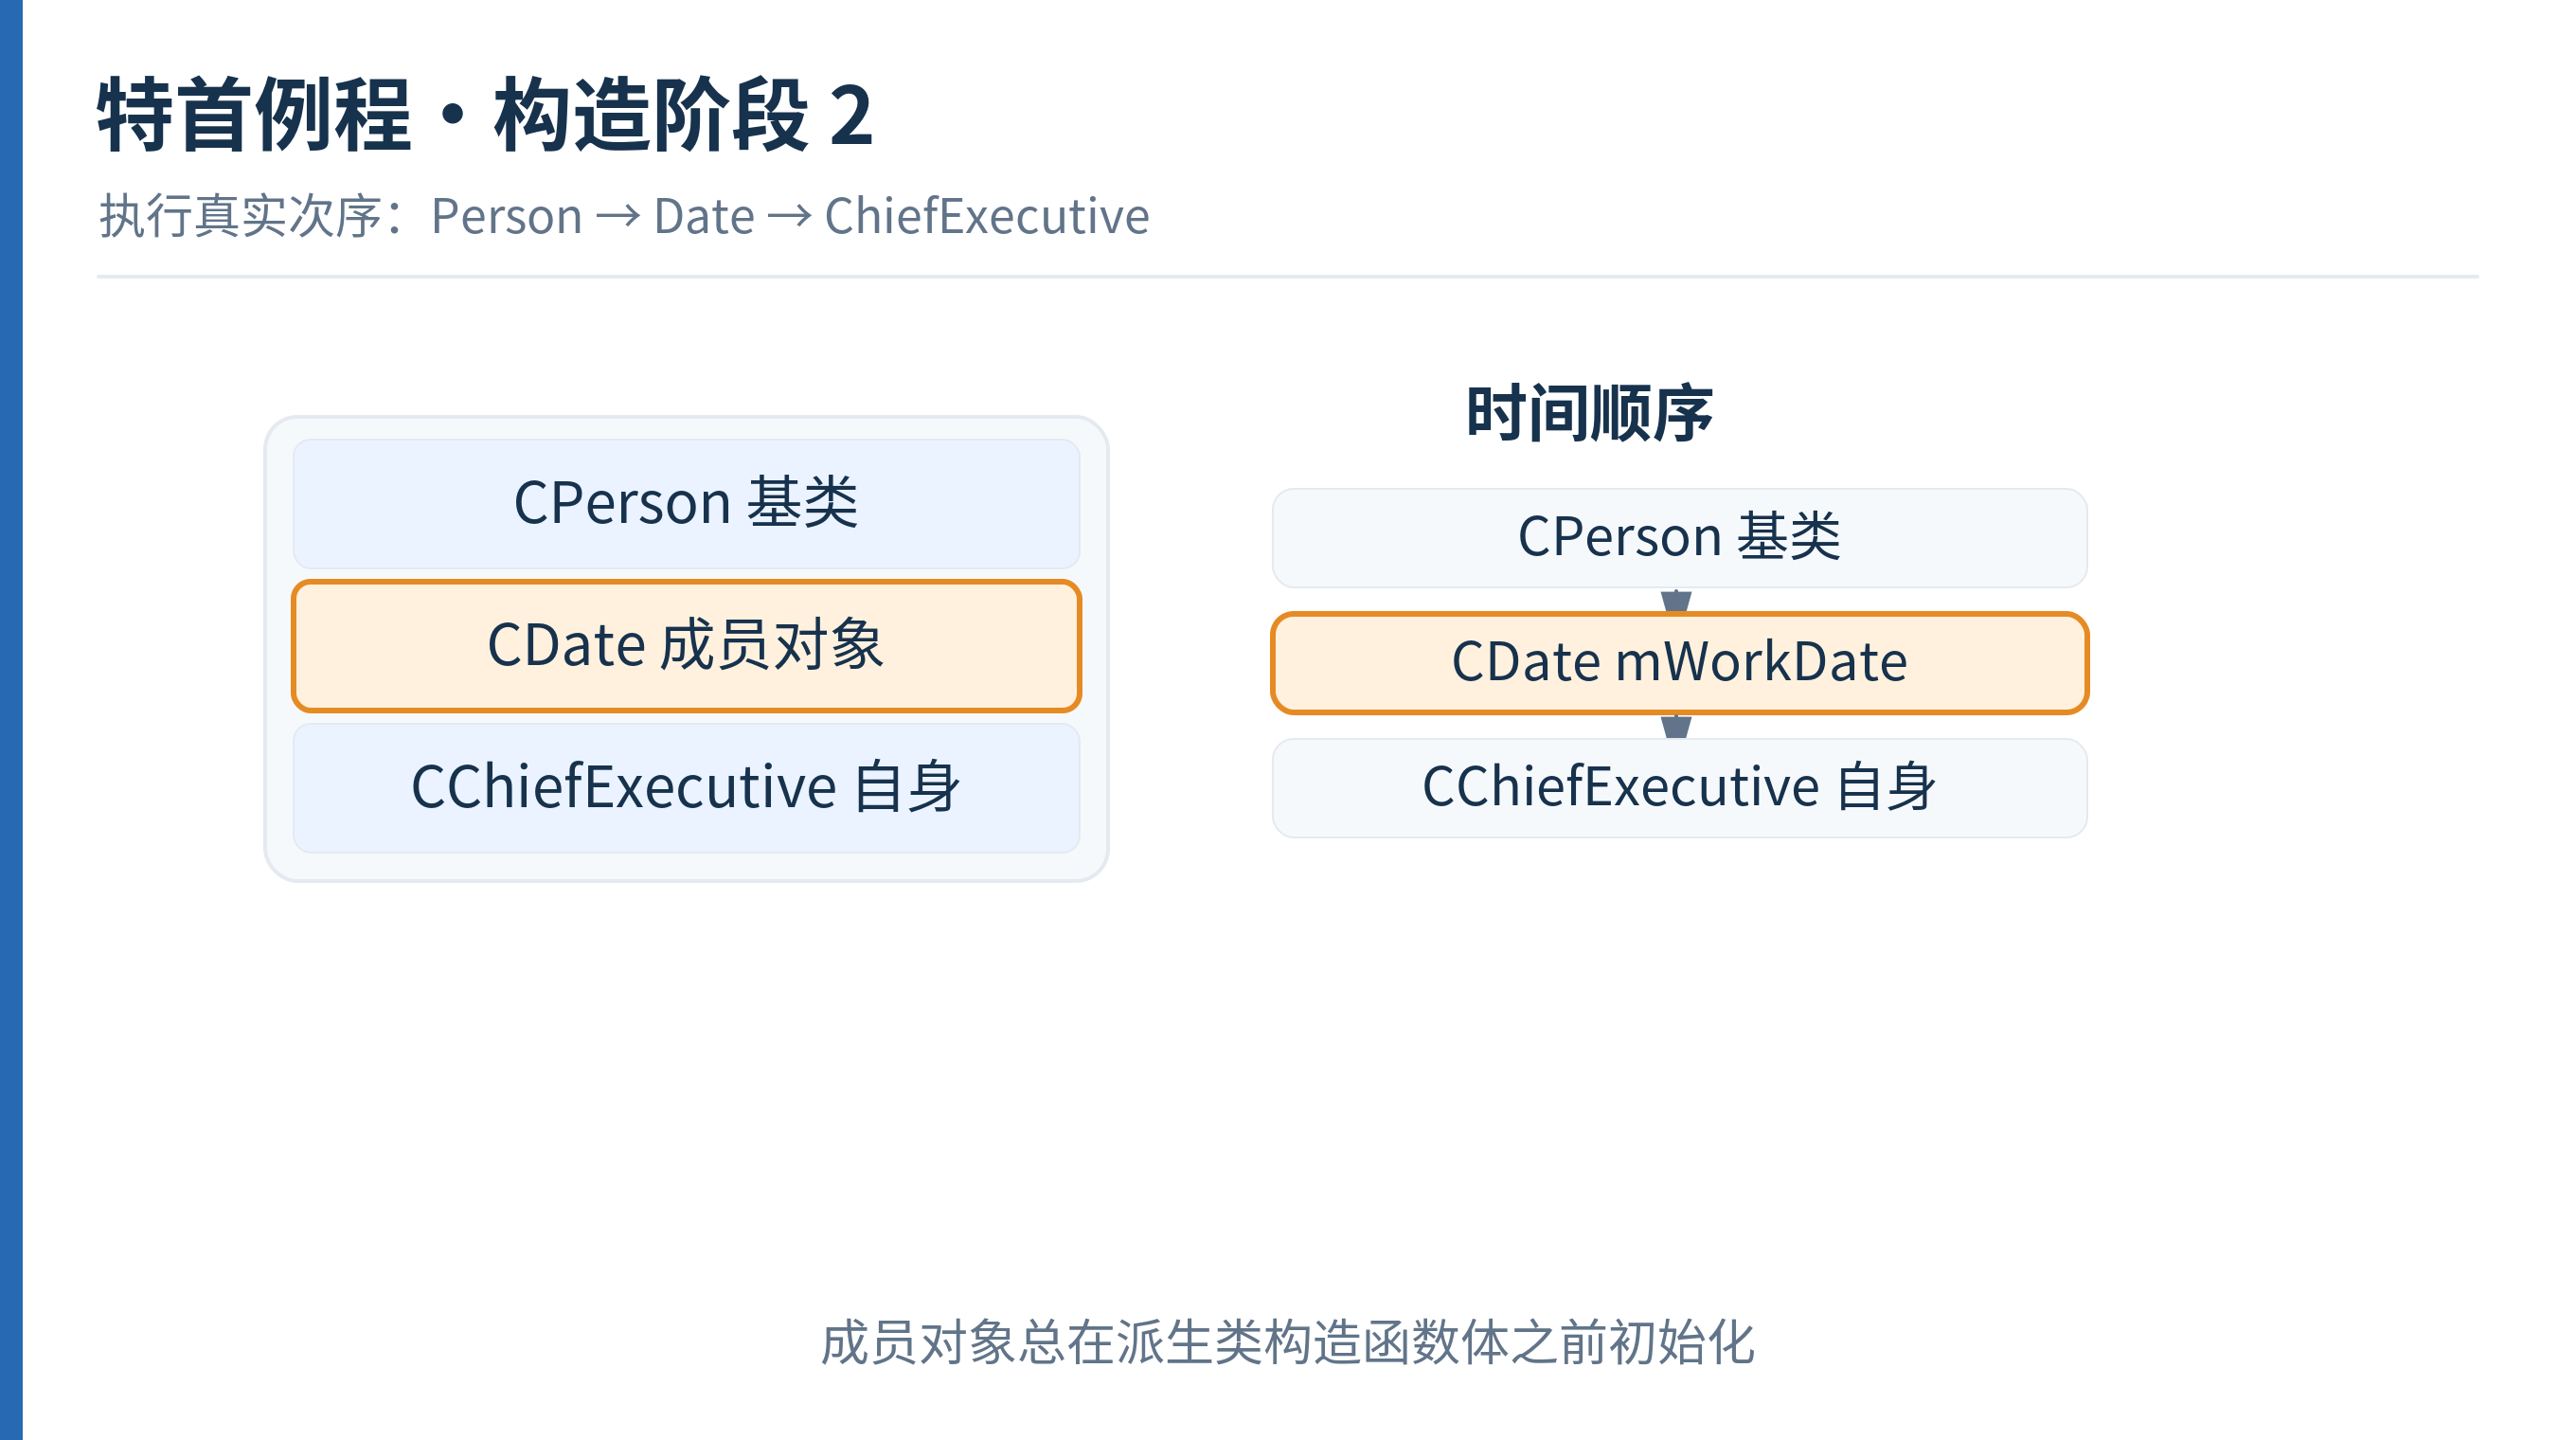 特首例程·构造阶段 2
执行真实次序：Person → Date → ChiefExecutive
CPerson 基类
CDate 成员对象
CChiefExecutive 自身
时间顺序
CPerson 基类
CDate mWorkDate
CChiefExecutive 自身
成员对象总在派生类构造函数体之前初始化